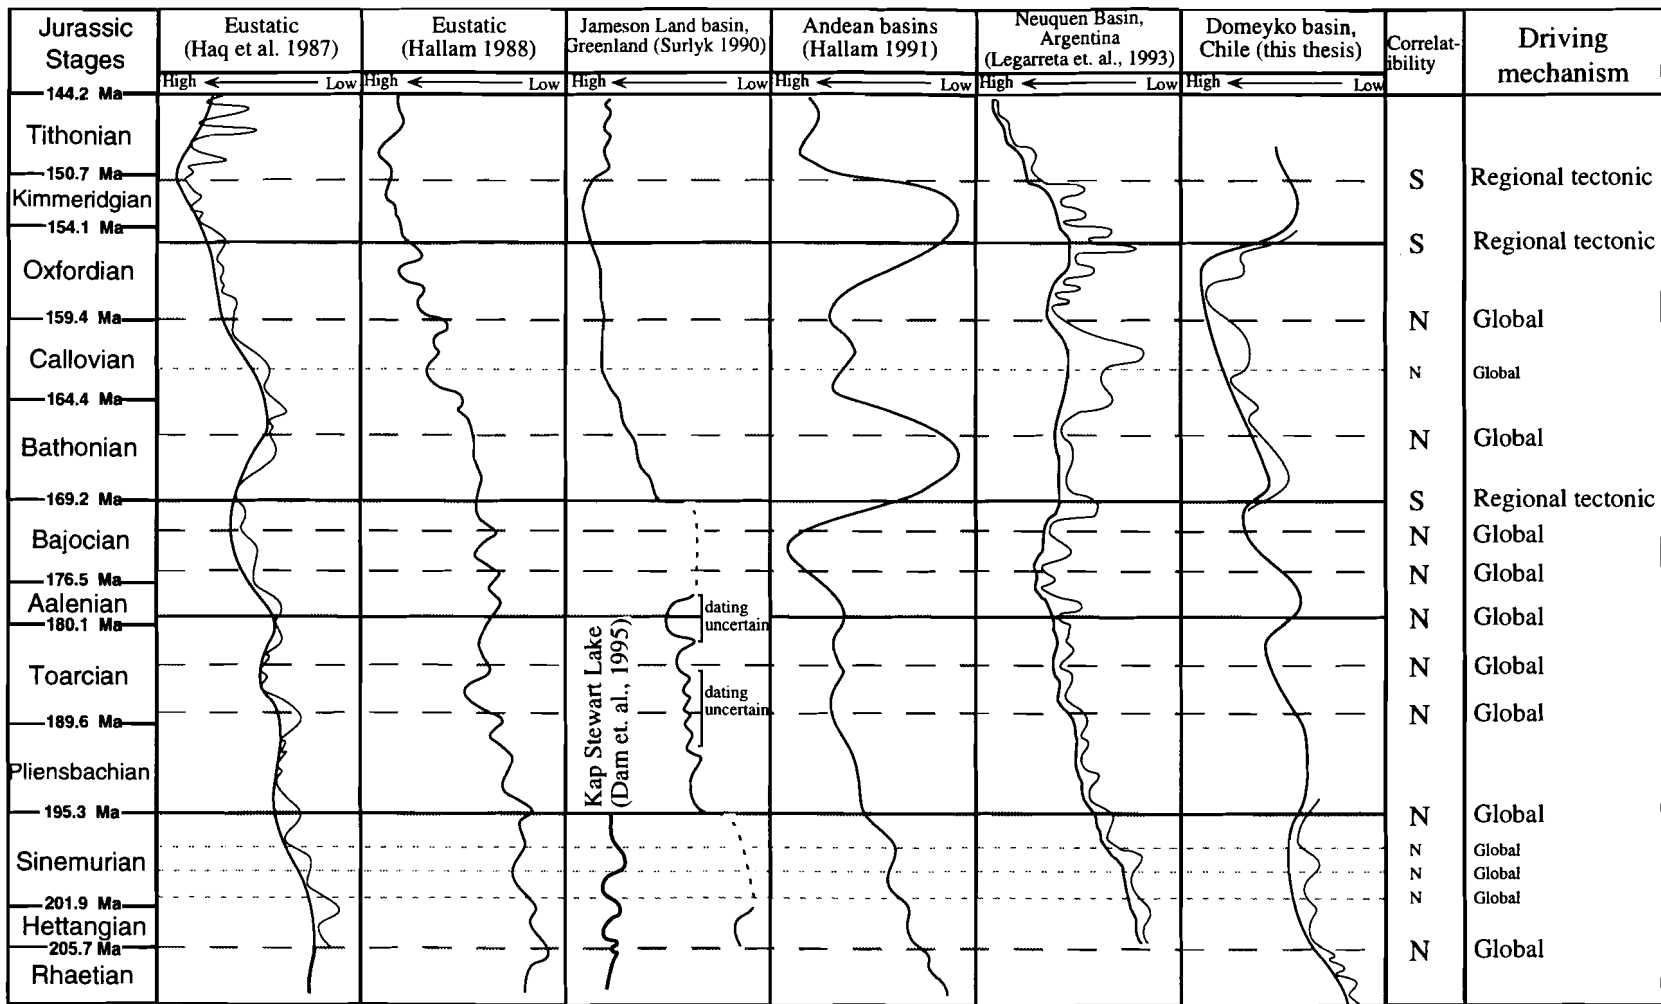 Jurassic
Stages
Eustatic
(Haq et al. 1987)
Eustatic
(Hallam 1988)
Jameson Land basin,
Greenland (Surlyk 1990)
Andean basins
(Hallam 1991)
Neuquen Basin,
Argentina
(Legarreta et. al., 1993)
Domeyko basin,
Chile (this thesis)
Correlat-
ibility
Driving
mechanism
High Low
High Low
High Low
High Low
High Low
High Low
144.2 Ma
Tithonian
150.7 Ma
S Regional tectonic
Kimmeridgian
154.1 Ma
S Regional tectonic
Oxfordian
159.4 Ma
N Global
Callovian
N Global
164.4 Ma
N Global
Bathonian
169.2 Ma
S Regional tectonic
N Global
Bajocian
N Global
176.5 Ma
Aalenian
dating
uncertain
N Global
180.1 Ma
N Global
Toarcian
dating
uncertain
N Global
189.6 Ma
Kap Stewart Lake
(Dam et. al., 1995)
Pliensbachian
195.3 Ma
N Global
N Global
Sinemurian
N Global
N Global
201.9 Ma
Hettangian
205.7 Ma
N Global
Rhaetian